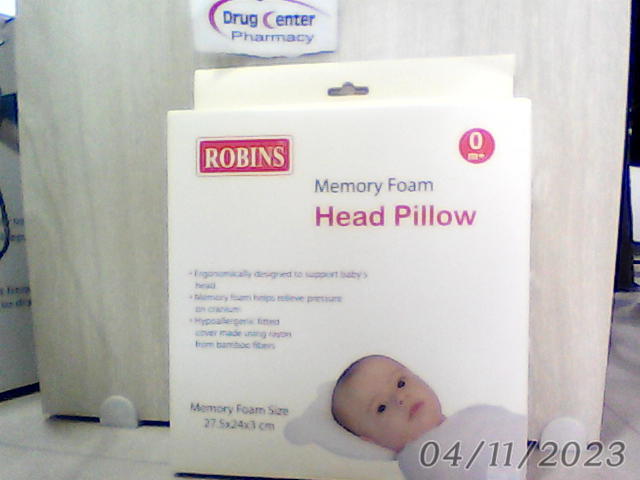 Drug Center
Pharmacy
ROBINS
0
m+
Memory Foam
Head Pillow
• Ergonomically designed to support baby's
head
• Memory foam helps relieve pressure
on cranium
• Hypoallergenic fitted
cover made using rayon
from bamboo fibers
Memory Foam Size
27.5x24x3 cm
04/11/2023